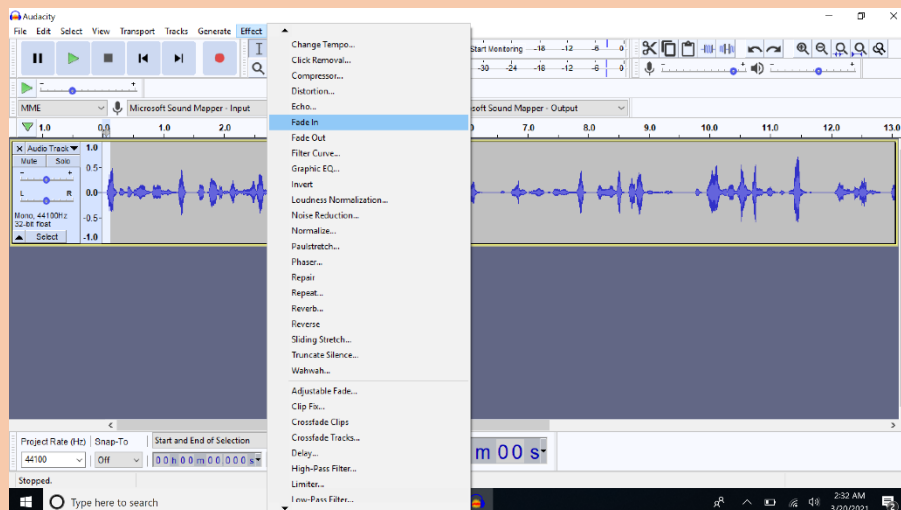 Audacity
File Edit Select View Transport Tracks Generate Effect
Change Tempo...
Click Removal...
Compressor...
Distortion...
Echo...
Fade In
Fade Out
Filter Curve...
Graphic EQ...
Invert
Loudness Normalization...
Noise Reduction...
Normalize...
Paulstretch...
Phaser...
Repair
Repeat...
Reverb...
Reverse
Sliding Stretch...
Truncate Silence...
Wahwah...
Adjustable Fade...
Clip Fix...
Crossfade Clips
Crossfade Tracks...
Delay...
High-Pass Filter...
Limiter...
Low-Pass Filter...
Start Monitoring -18 -12 -6 0
-30 -24 -18 -12 -6 0
MME Microsoft Sound Mapper - Input
soft Sound Mapper - Output
1.0 0.0 1.0 2.0
7.0 8.0 9.0 10.0 11.0 12.0 13.0
Audio Track 1.0
Mute Solo 0.5
L R 0.0
Mono, 44100Hz
32-bit float -0.5
Select -1.0
Project Rate (Hz) Snap-To Start and End of Selection
44100 Off 00h00m00.000s
m 00 s
Stopped.
Type here to search
2:32 AM
3/20/2021
2